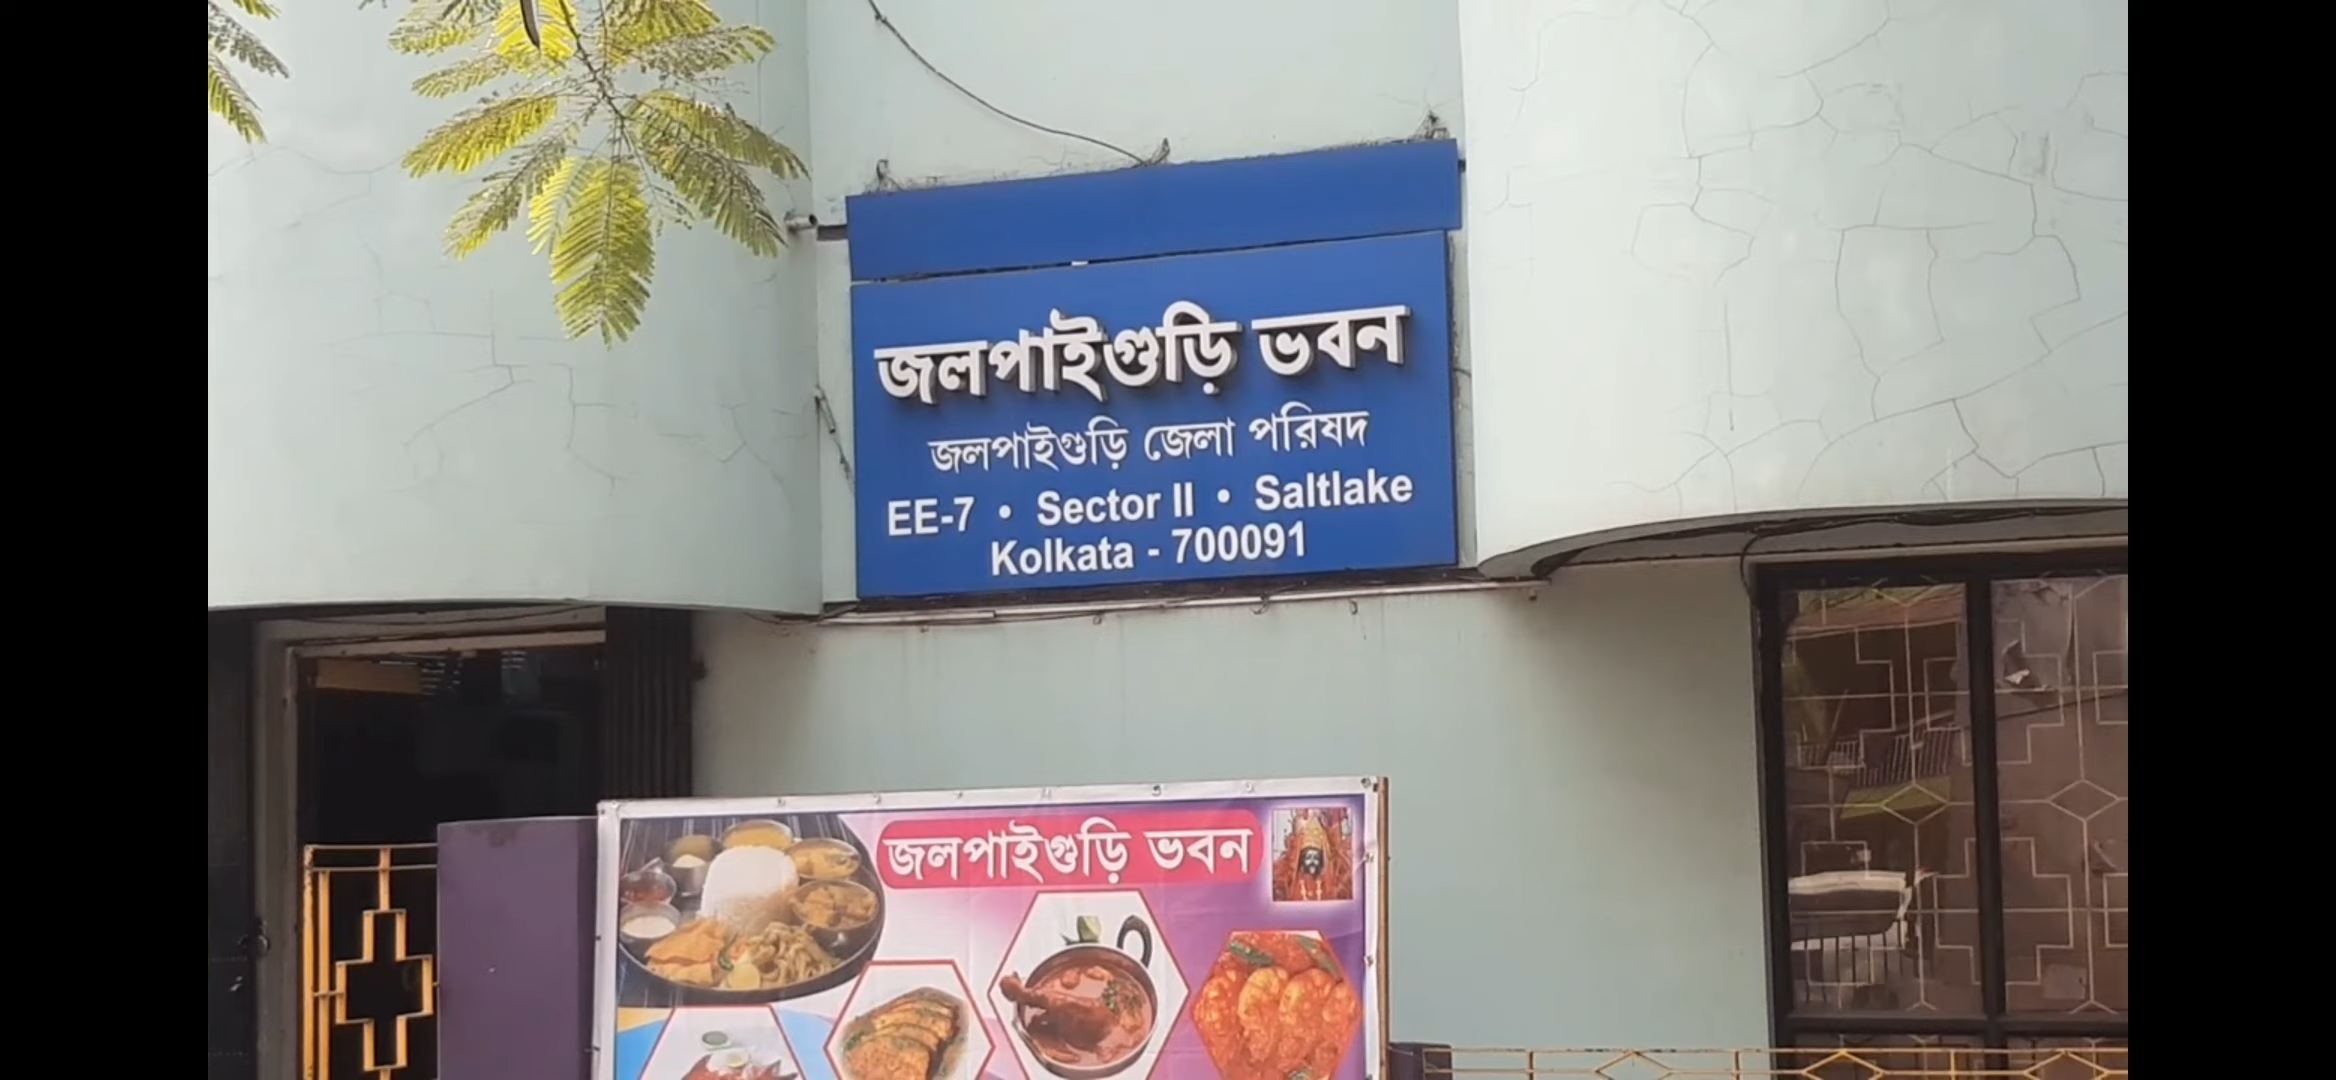 জলপাইগুড়ি ভবন
জলপাইগুড়ি জেলা পরিষদ
EE-7 • Sector II • Saltlake
Kolkata - 700091
জলপাইগুড়ি ভবন